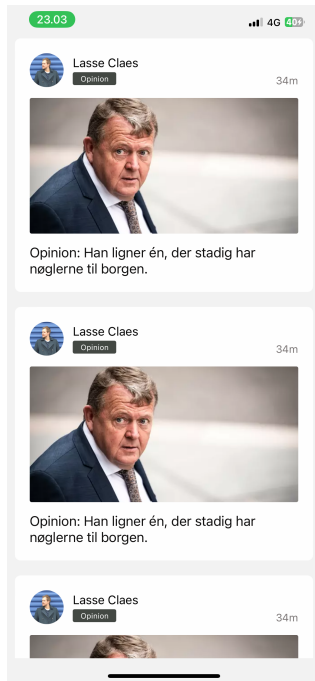 23.03
4G 40
Lasse Claes
Opinion
34m
Opinion: Han ligner én, der stadig har
nøglerne til borgen.
Lasse Claes
Opinion
34m
Opinion: Han ligner én, der stadig har
nøglerne til borgen.
Lasse Claes
Opinion
34m